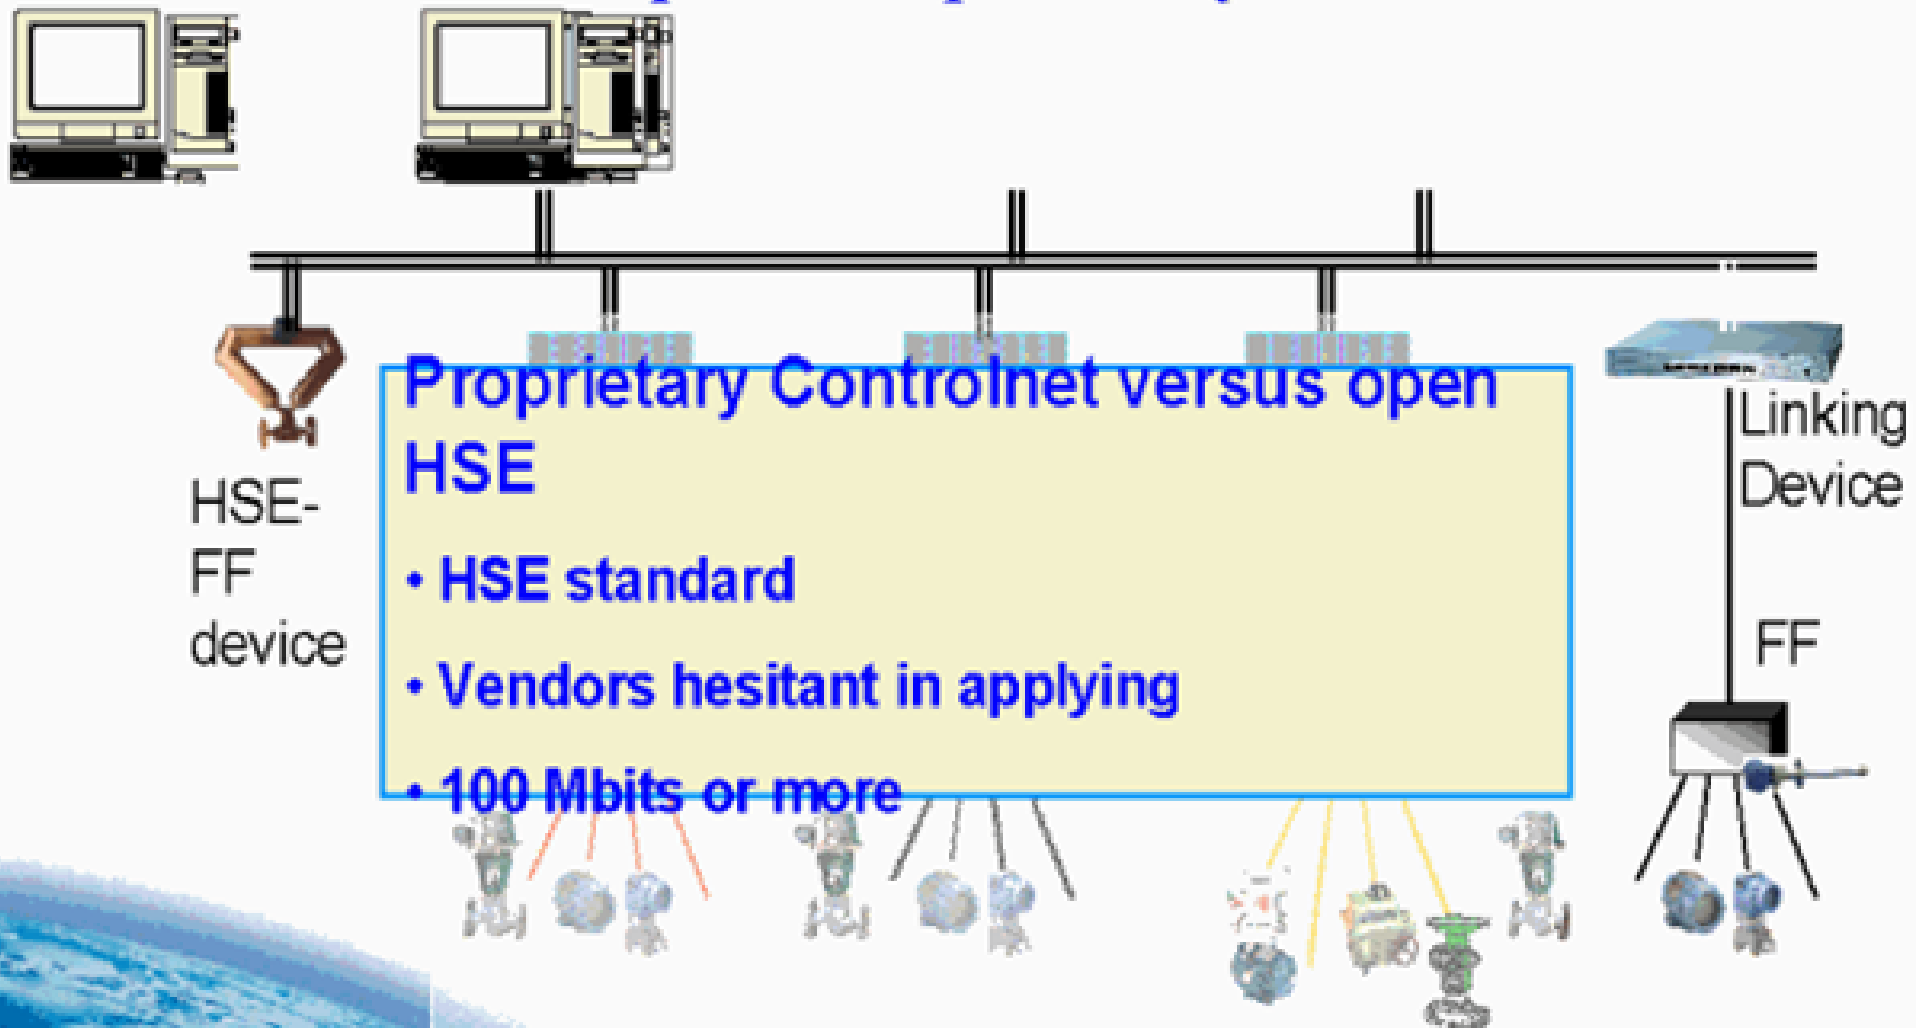 Proprietary Controlnet versus open
HSE
• HSE standard
• Vendors hesitant in applying
• 100 Mbits or more
HSE-
FF
device
Linking
Device
FF